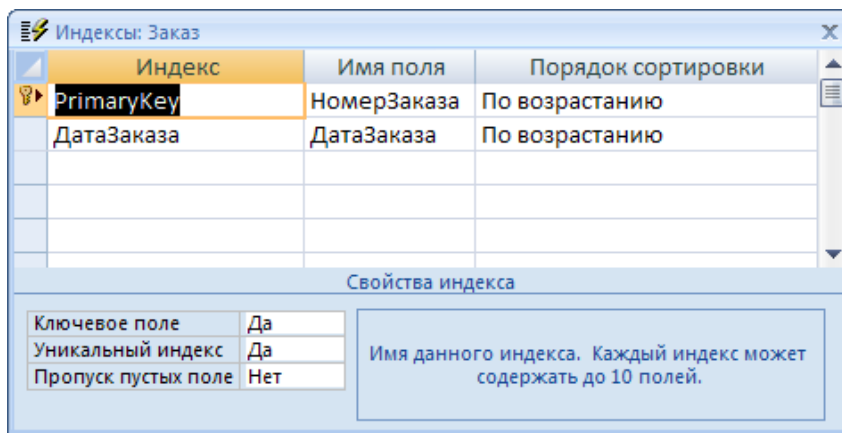 Индексы: Заказ
Индекс Имя поля Порядок сортировки
PrimaryKey НомерЗаказа По возрастанию
ДатаЗаказа ДатаЗаказа По возрастанию
Свойства индекса
Ключевое поле Да
Уникальный индекс Да
Пропуск пустых поле Нет
Имя данного индекса. Каждый индекс может
содержать до 10 полей.